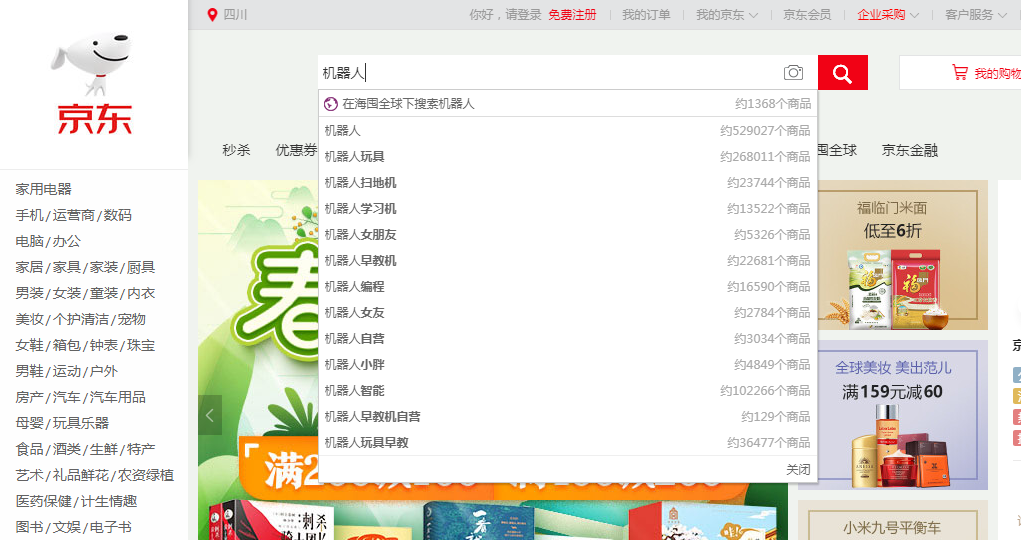 四川
你好，请登录 免费注册
我的订单
我的京东
京东会员
企业采购
客户服务
京东
机器人
我的购物
在海囤全球下搜索机器人 约1368个商品
机器人 约529027个商品
机器人玩具 约268011个商品
机器人扫地机 约23744个商品
机器人学习机 约13522个商品
机器人女朋友 约5326个商品
机器人早教机 约22681个商品
机器人编程 约16590个商品
机器人女友 约2784个商品
机器人自营 约3034个商品
机器人小胖 约4849个商品
机器人智能 约102266个商品
机器人早教机自营 约129个商品
机器人玩具早教 约36477个商品
关闭
秒杀
优惠券
囤全球
京东金融
家用电器
手机/运营商/数码
电脑/办公
家居/家具/家装/厨具
男装/女装/童装/内衣
美妆/个护清洁/宠物
女鞋/箱包/钟表/珠宝
男鞋/运动/户外
房产/汽车/汽车用品
母婴/玩具乐器
食品/酒类/生鲜/特产
艺术/礼品鲜花/农资绿植
医药保健/计生情趣
图书/文娱/电子书
春
福临门米面
低至6折
福
全球美妆 美出范儿
满159元减60
小米九号平衡车
刺杀
骑士团长